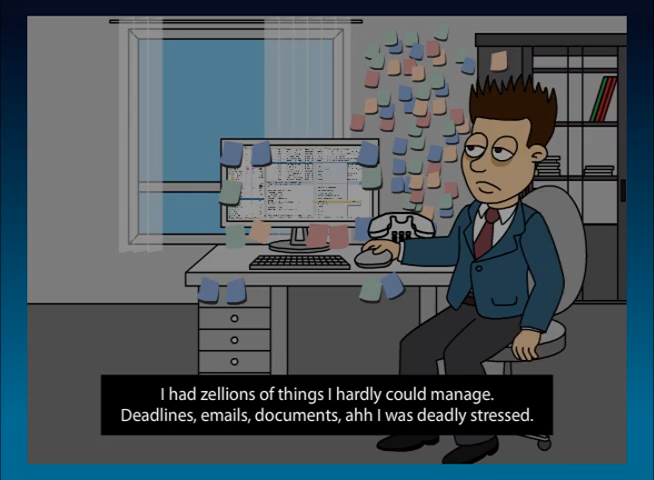 I had zellions of things I hardly could manage.
Deadlines, emails, documents, ahh I was deadly stressed.